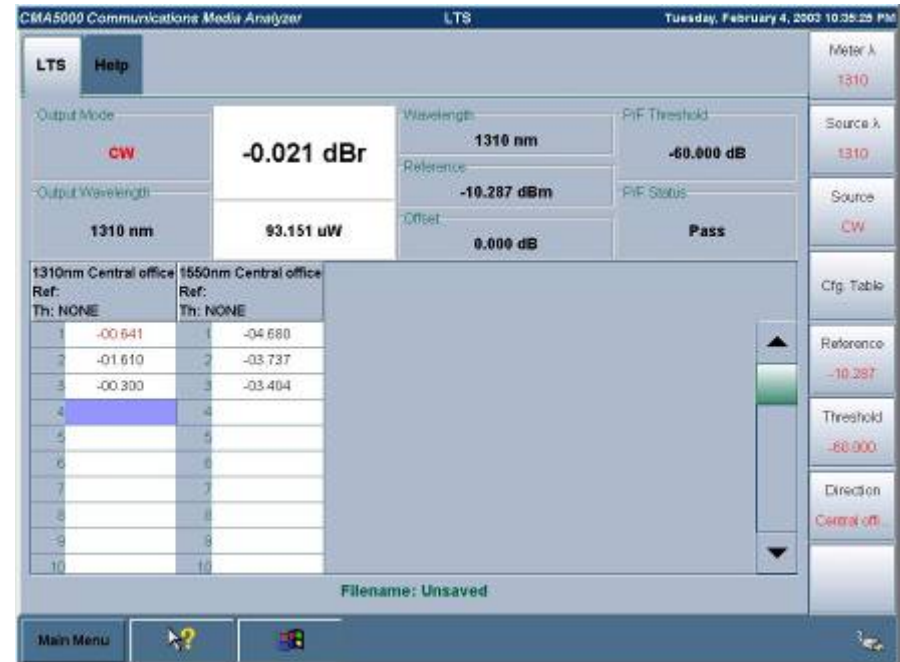 CMA5000 Communications Media Analyzer LTS Tuesday, February 4, 2003 10:35:25 PM
LTS Help
Output Mode
CW
Output Wavelength
1310 nm
-0.021 dBr
93.151 uW
Wavelength
1310 nm
Reference
-10.287 dBm
Offset
0.000 dB
P/F Threshold
-60.000 dB
P/F Status
Pass
1310nm Central office 1550nm Central office
Ref: Ref:
Th: NONE Th: NONE
1 -00.641 1 -04.680
2 -01.610 2 -03.737
3 -00.300 3 -03.404
4 4
5 5
6 6
7 7
8 8
9 9
10 10
Filename: Unsaved
Meter λ
1310
Source λ
1310
Source
CW
Cfg. Table
Reference
-10.287
Threshold
-60.000
Direction
Central offi...
Main Menu